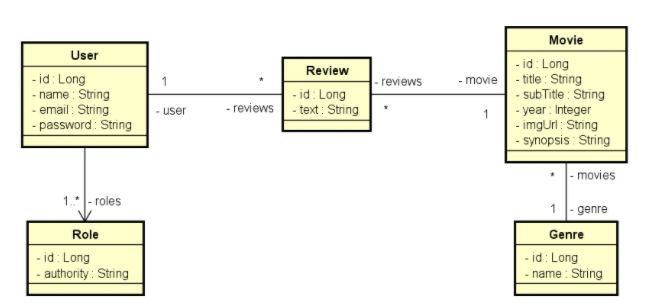 User
- id : Long
- name : String
- email : String
- password : String
1
- user
*
- reviews
Review
- id : Long
- text : String
- reviews
*
- movie
1
Movie
- id : Long
- title : String
- subTitle : String
- year : Integer
- imgUrl : String
- synopsis : String
* - movies
1 - genre
1..* - roles
Role
- id : Long
- authority : String
Genre
- id : Long
- name : String